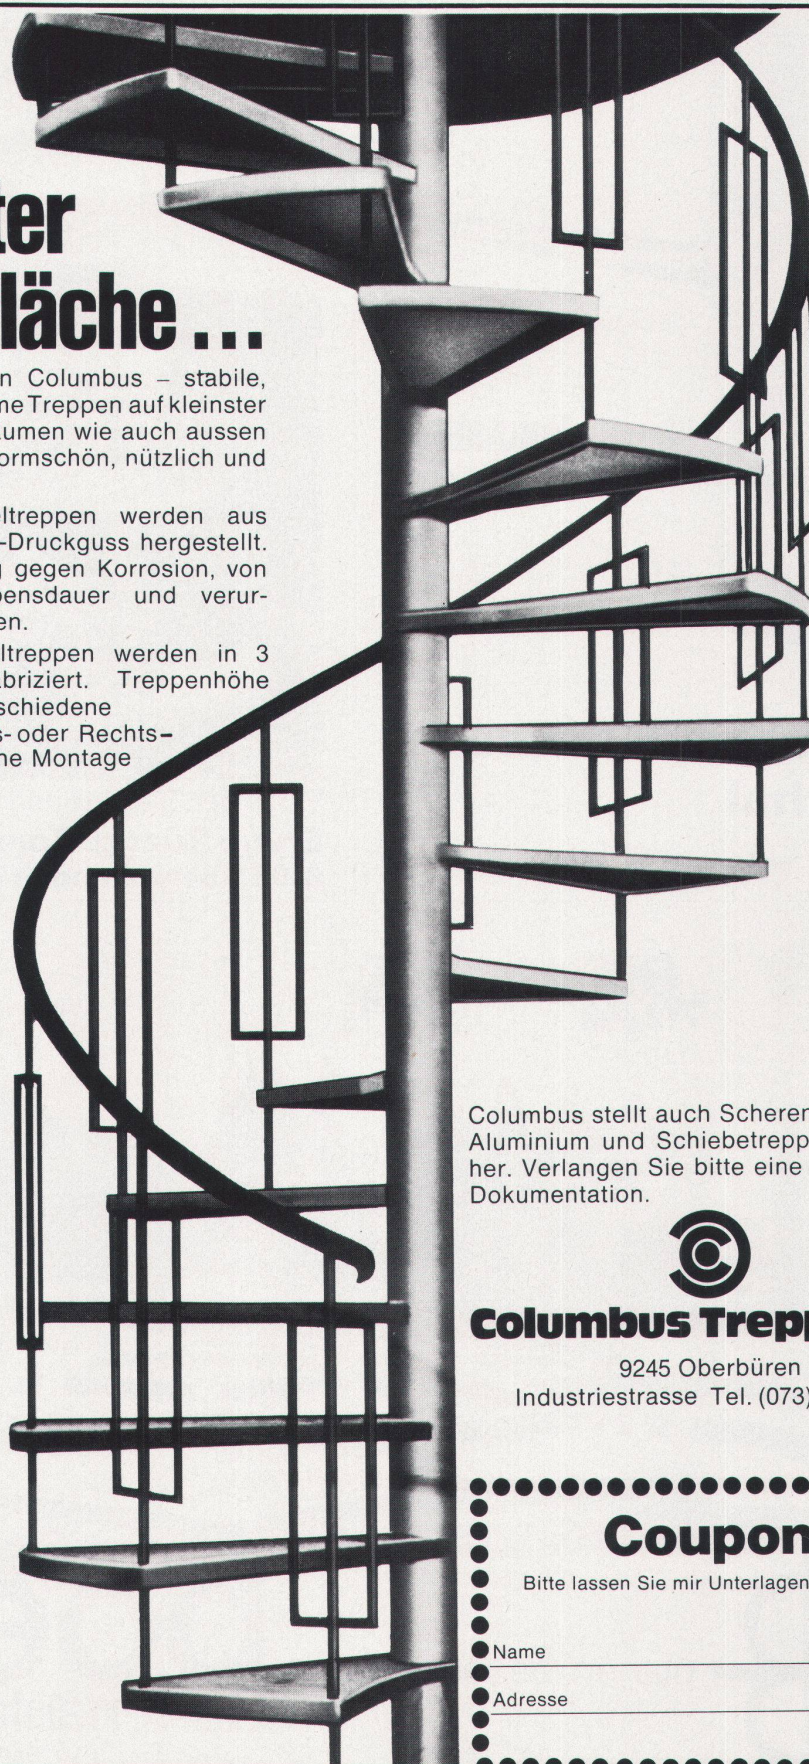 ter
läche...
n Columbus – stabile,
me Treppen auf kleinster
umen wie auch aussen
ormschön, nützlich und
ltreppen werden aus
-Druckguss hergestellt.
g gegen Korrosion, von
bensdauer und verur-
en.
ltreppen werden in 3
abriziert. Treppenhöhe
schiedene
s- oder Rechts-
ne Montage
Columbus stellt auch Scheren
Aluminium und Schiebetrepp
her. Verlangen Sie bitte eine
Dokumentation.
Columbus Trepp
9245 Oberbüren
Industriestrasse Tel. (073)
Coupon
Bitte lassen Sie mir Unterlagen
Name
Adresse